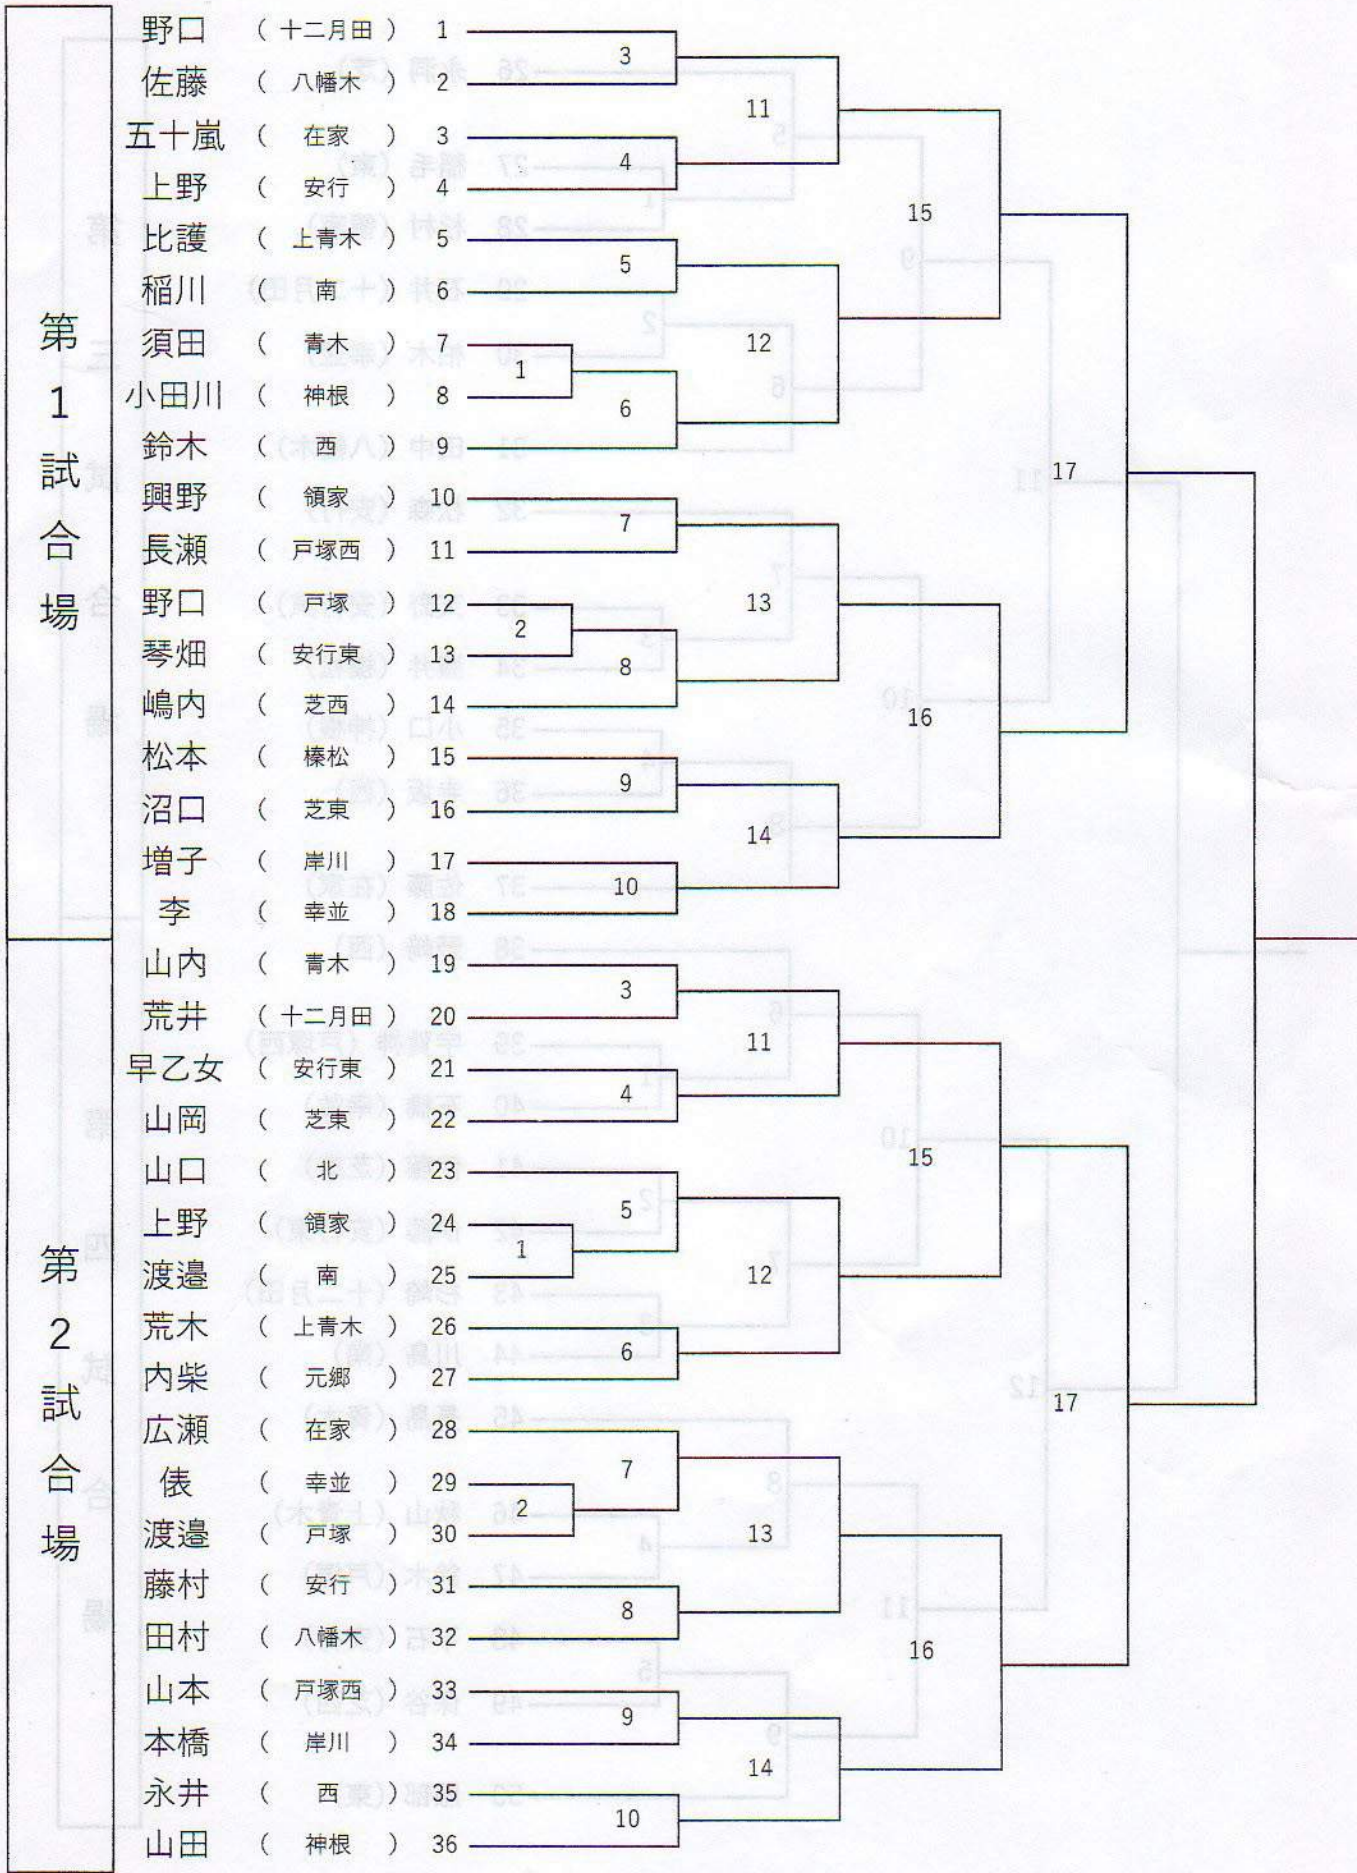 第1試合場
野口 （ 十二月田 ） 1
佐藤 （ 八幡木 ） 2
五十嵐 （ 在家 ） 3
上野 （ 安行 ） 4
比護 （ 上青木 ） 5
稲川 （ 南 ） 6
須田 （ 青木 ） 7
小田川 （ 神根 ） 8
鈴木 （ 西 ） 9
興野 （ 領家 ） 10
長瀬 （ 戸塚西 ） 11
野口 （ 戸塚 ） 12
琴畑 （ 安行東 ） 13
嶋内 （ 芝西 ） 14
松本 （ 榛松 ） 15
沼口 （ 芝東 ） 16
増子 （ 岸川 ） 17
李 （ 幸並 ） 18
1
2
3
4
5
6
7
8
9
10
11
12
13
14
15
16
17
第2試合場
山内 （ 青木 ） 19
荒井 （ 十二月田 ） 20
早乙女 （ 安行東 ） 21
山岡 （ 芝東 ） 22
山口 （ 北 ） 23
上野 （ 領家 ） 24
渡邉 （ 南 ） 25
荒木 （ 上青木 ） 26
内柴 （ 元郷 ） 27
広瀬 （ 在家 ） 28
俵 （ 幸並 ） 29
渡邉 （ 戸塚 ） 30
藤村 （ 安行 ） 31
田村 （ 八幡木 ） 32
山本 （ 戸塚西 ） 33
本橋 （ 岸川 ） 34
永井 （ 西 ） 35
山田 （ 神根 ） 36
1
2
3
4
5
6
7
8
9
10
11
12
13
14
15
16
17